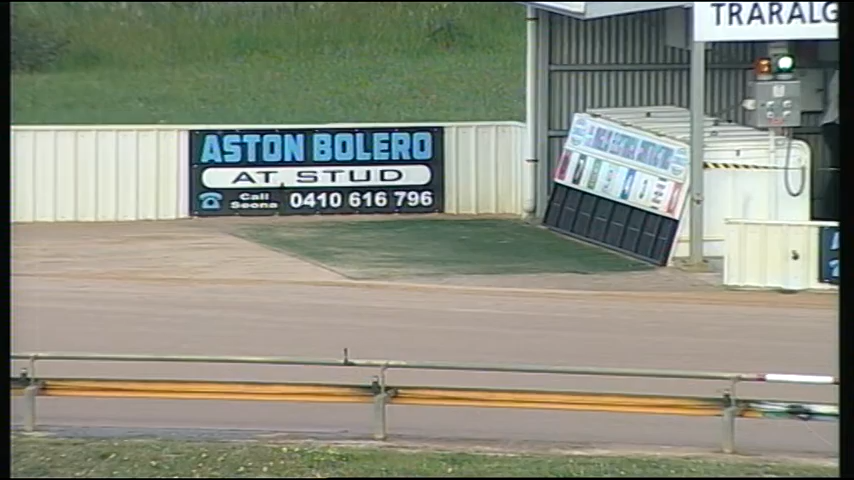 TRARALG
ASTON BOLERO
AT STUD
Call
Seona
0410 616 796